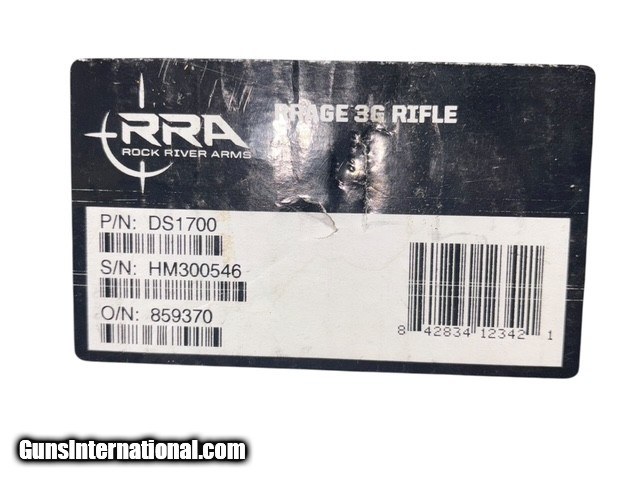 RRA
ROCK RIVER ARMS
RRAGE 3G RIFLE
P/N: DS1700
S/N: HM300546
O/N: 859370
8 42834 12342 1
GunsInternational.com